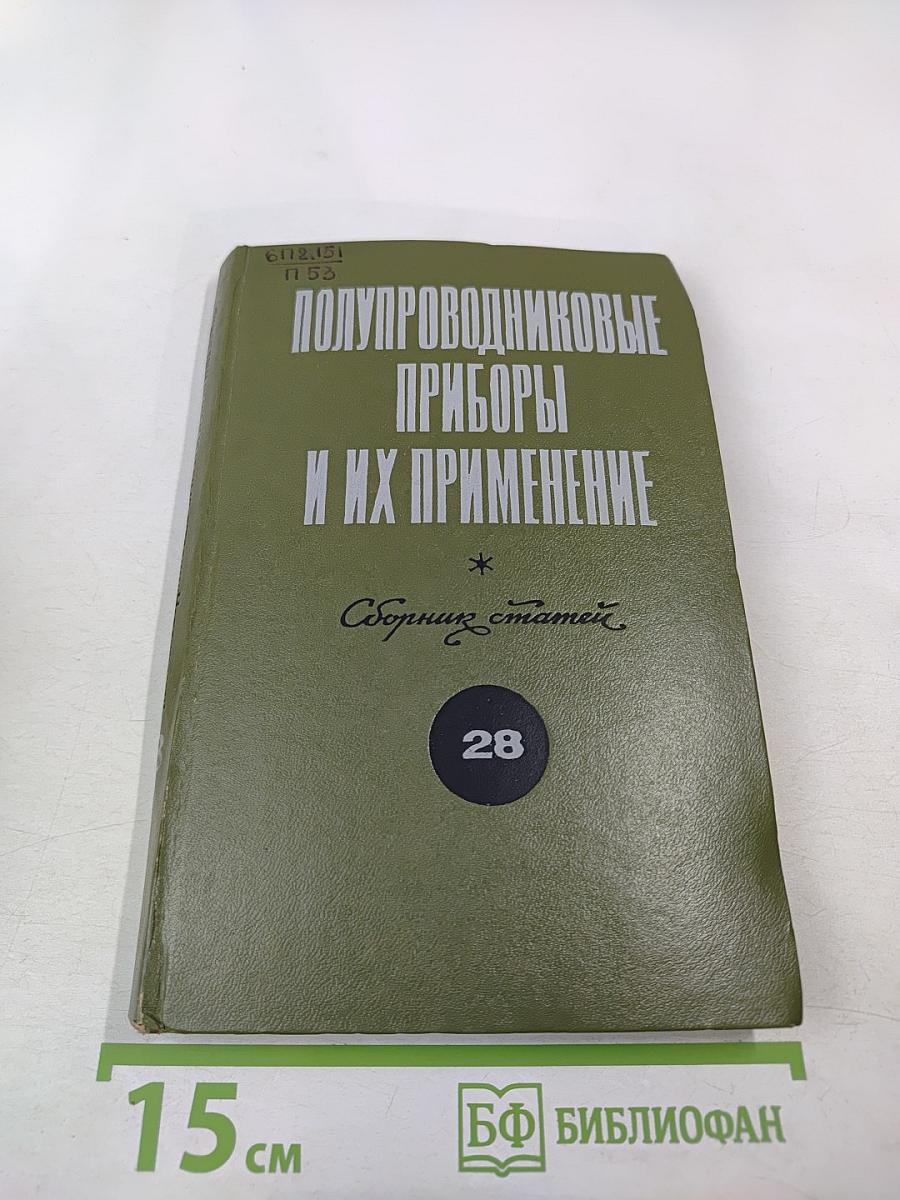 6П2.151
П53
ПОЛУПРОВОДНИКОВЫЕ
ПРИБОРЫ
И ИХ ПРИМЕНЕНИЕ
*
Сборник статей
28
15 см
БФ БИБЛИОФАН